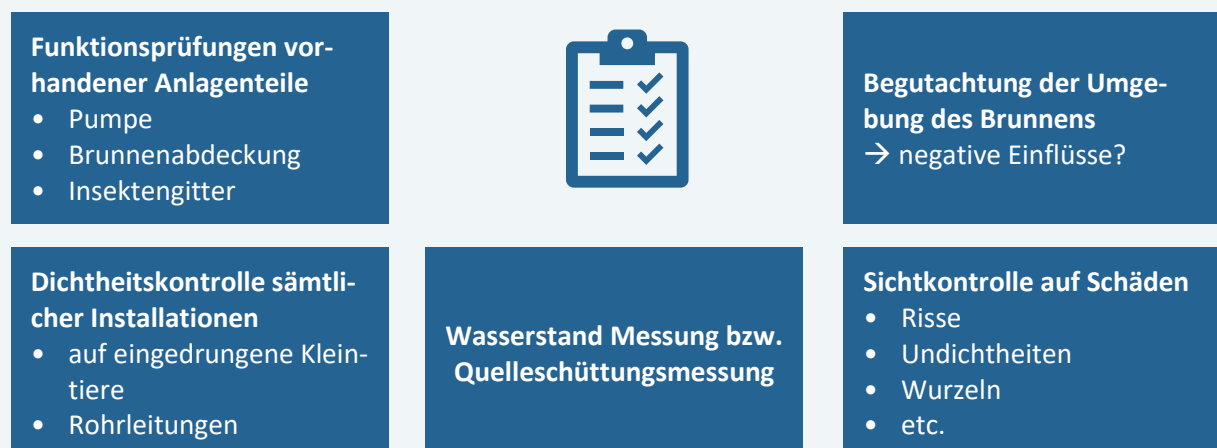 Funktionsprüfungen vor-
handener Anlagenteile
• Pumpe
• Brunnenabdeckung
• Insektengitter
Begutachtung der Umge-
bung des Brunnens
→ negative Einflüsse?
Dichtheitskontrolle sämtli-
cher Installationen
• auf eingedrungene Klein-
tiere
• Rohrleitungen
Wasserstand Messung bzw.
Quelleschüttungsmessung
Sichtkontrolle auf Schäden
• Risse
• Undichtheiten
• Wurzeln
• etc.